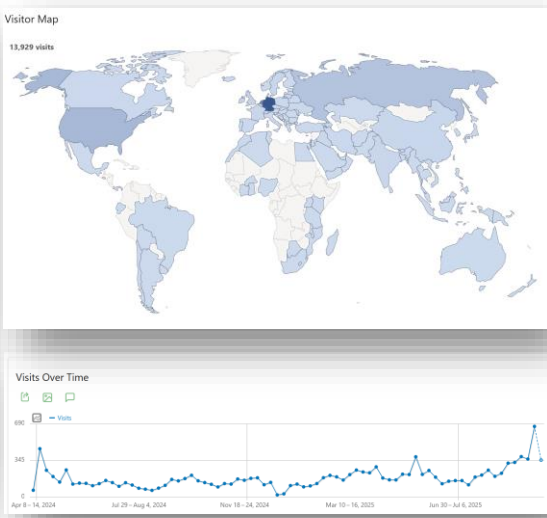 Visitor Map
13,929 visits
Visits Over Time
Visits
690
345
0
Apr 8 – 14, 2024
Jul 29 – Aug 4, 2024
Nov 18 – 24, 2024
Mar 10 – 16, 2025
Jun 30 – Jul 6, 2025